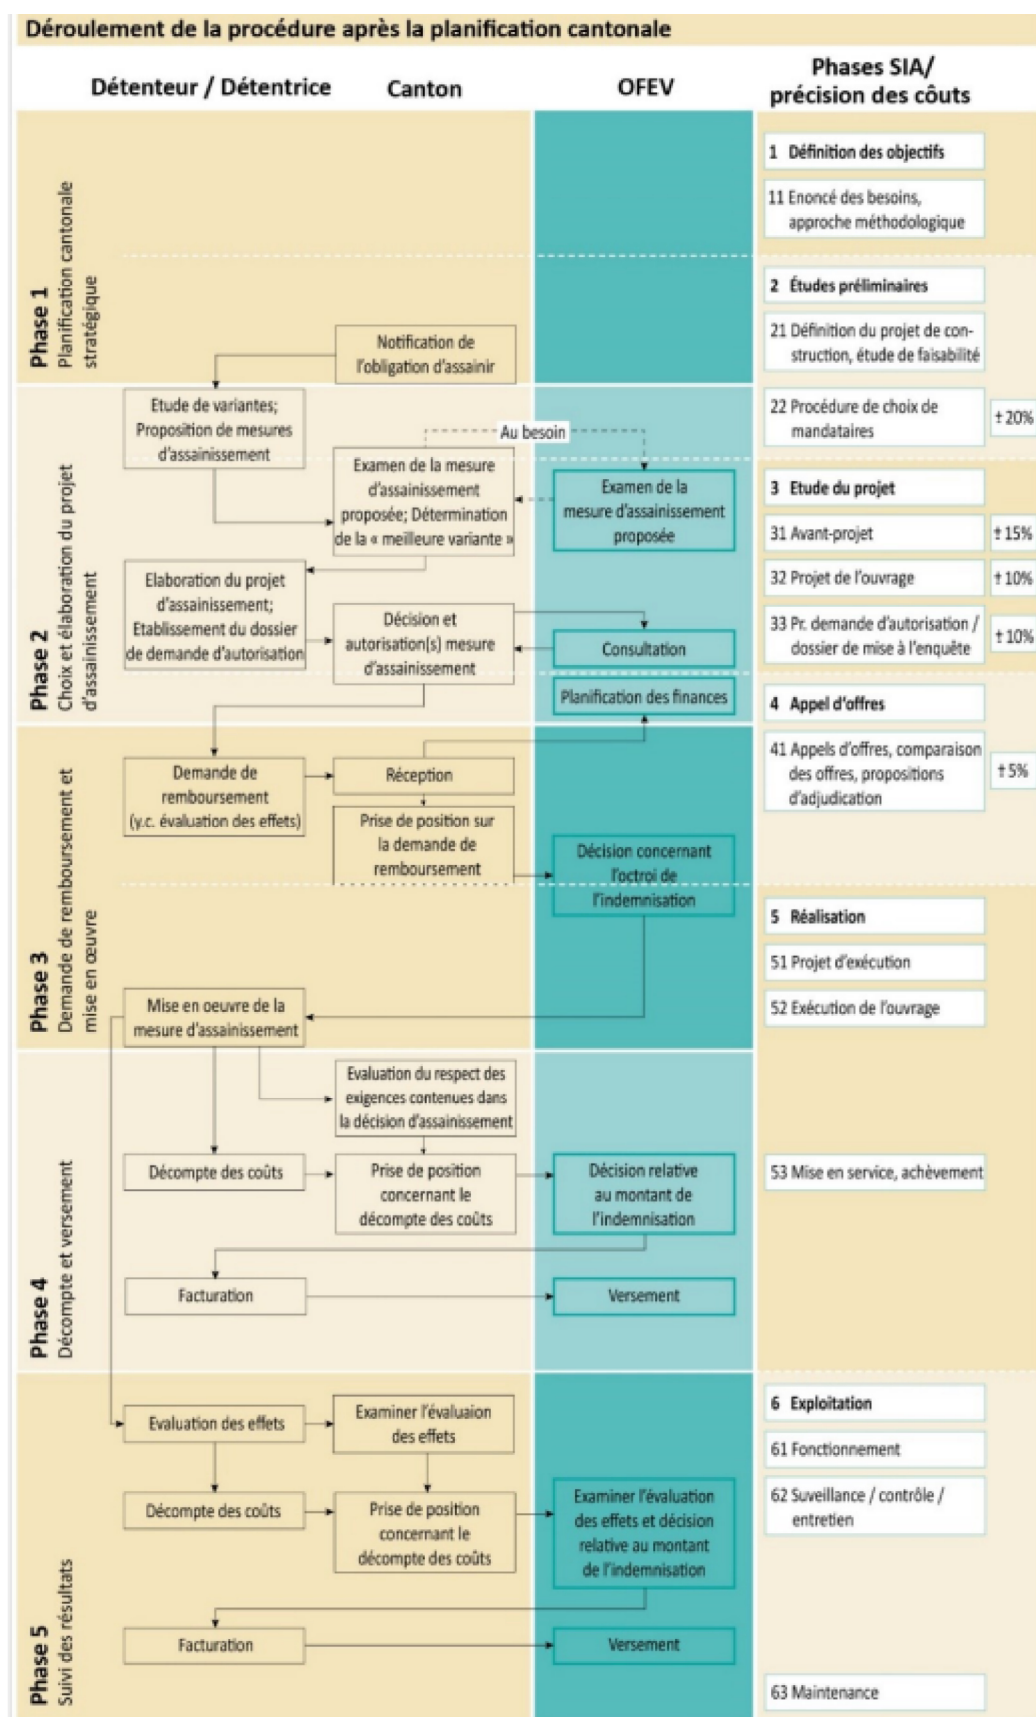 Déroulement de la procédure après la planification cantonale
Détenteur / Détentrice
Canton
OFEV
Phases SIA/
précision des côuts
Phase 1
Planification cantonale
stratégique
Notification de
l'obligation d'assainir
1 Définition des objectifs
11 Enoncé des besoins,
approche méthodologique
2 Études préliminaires
21 Définition du projet de con-
struction, étude de faisabilité
Phase 2
Choix et élaboration du projet
d'assainissement
Etude de variantes;
Proposition de mesures
d'assainissement
Au besoin
Examen de la mesure
d'assainissement
proposée; Détermination
de la « meilleure variante »
Examen de la
mesure d'assainissement
proposée
Elaboration du projet
d'assainissement;
Etablissement du dossier
de demande d'autorisation
Décision et
autorisation(s) mesure
d'assainissement
Consultation
Planification des finances
22 Procédure de choix de
mandataires
±20%
3 Etude du projet
31 Avant-projet
±15%
32 Projet de l'ouvrage
±10%
33 Pr. demande d'autorisation /
dossier de mise à l'enquête
±10%
4 Appel d'offres
Phase 3
Demande de remboursement et
mise en œuvre
Demande de
remboursement
(y.c. évaluation des effets)
Réception
Prise de position sur
la demande de
remboursement
Décision concernant
l'octroi de
l'indemnisation
Mise en oeuvre de la
mesure d'assainissement
41 Appels d'offres, comparaison
des offres, propositions
d'adjudication
±5%
5 Réalisation
51 Projet d'exécution
52 Exécution de l'ouvrage
Phase 4
Décompte et versement
Evaluation du respect des
exigences contenues dans
la décision d'assainissement
Décompte des coûts
Prise de position
concernant le
décompte des coûts
Décision relative
au montant de
l'indemnisation
Facturation
Versement
53 Mise en service, achèvement
Phase 5
Suivi des résultats
Evaluation des effets
Examiner l'évaluaion
des effets
Décompte des coûts
Prise de position
concernant le
décompte des coûts
Examiner l'évaluation
des effets et décision
relative au montant
de l'indemnisation
Facturation
Versement
6 Exploitation
61 Fonctionnement
62 Suveillance / contrôle /
entretien
63 Maintenance